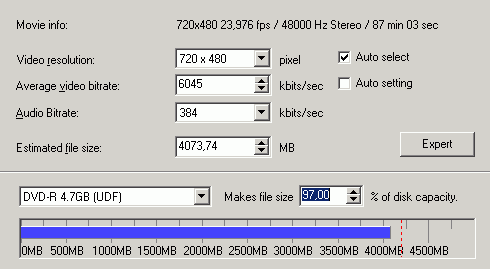 Movie info: 720x480 23,976 fps / 48000 Hz Stereo / 87 min 03 sec
Video resolution: 720 x 480 pixel Auto select
Average video bitrate: 6045 kbits/sec Auto setting
Audio Bitrate: 384 kbits/sec
Estimated file size: 4073,74 MB Expert
DVD-R 4.7GB (UDF) Makes file size 97,00 % of disk capacity.
0MB 500MB 1000MB 1500MB 2000MB 2500MB 3000MB 3500MB 4000MB 4500MB